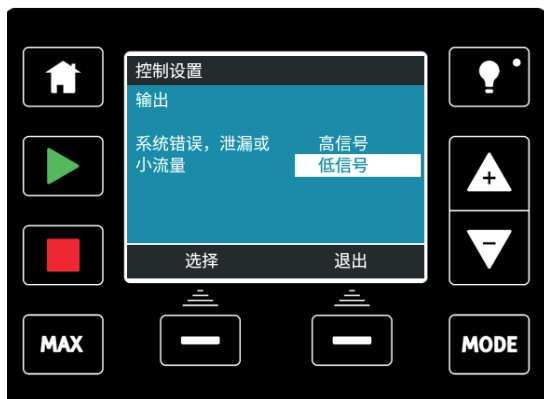 控制设置
输出
系统错误，泄漏或 高信号
小流量 低信号
选择 退出
+
−
MAX
MODE